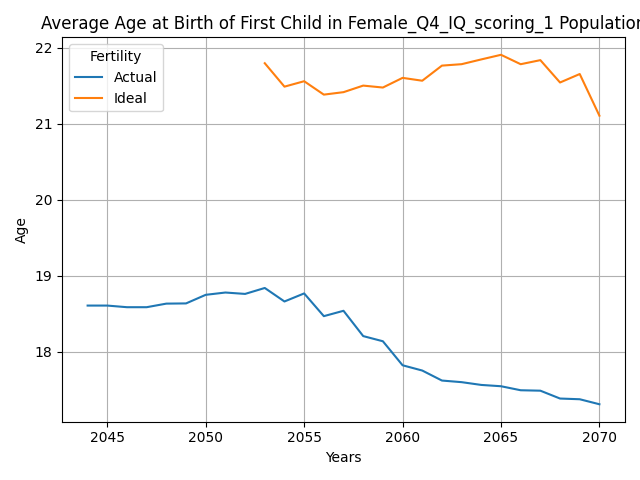 Average Age at Birth of First Child in Female_Q4_IQ_scoring_1 Population
Fertility
Actual
Ideal
Age
22
21
20
19
18
2045 2050 2055 2060 2065 2070
Years